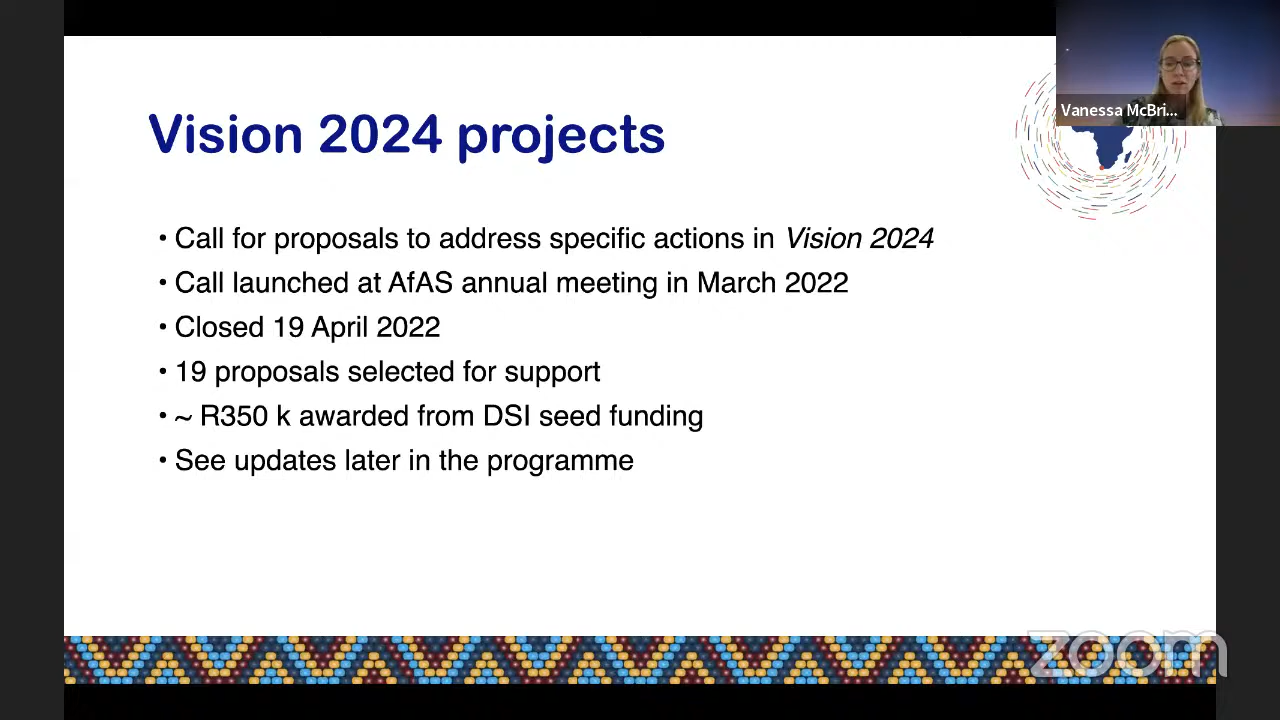 Vanessa McBri...
Vision 2024 projects
• Call for proposals to address specific actions in Vision 2024
• Call launched at AfAS annual meeting in March 2022
• Closed 19 April 2022
• 19 proposals selected for support
• ~ R350 k awarded from DSI seed funding
• See updates later in the programme
zoom